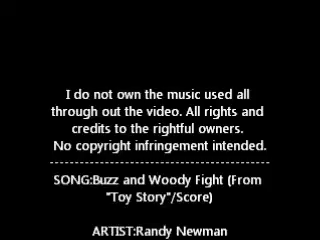 I do not own the music used all
through out the video. All rights and
credits to the rightful owners.
No copyright infringement intended.
--------------------------------------------
SONG:Buzz and Woody Fight (From
"Toy Story"/Score)
ARTIST:Randy Newman